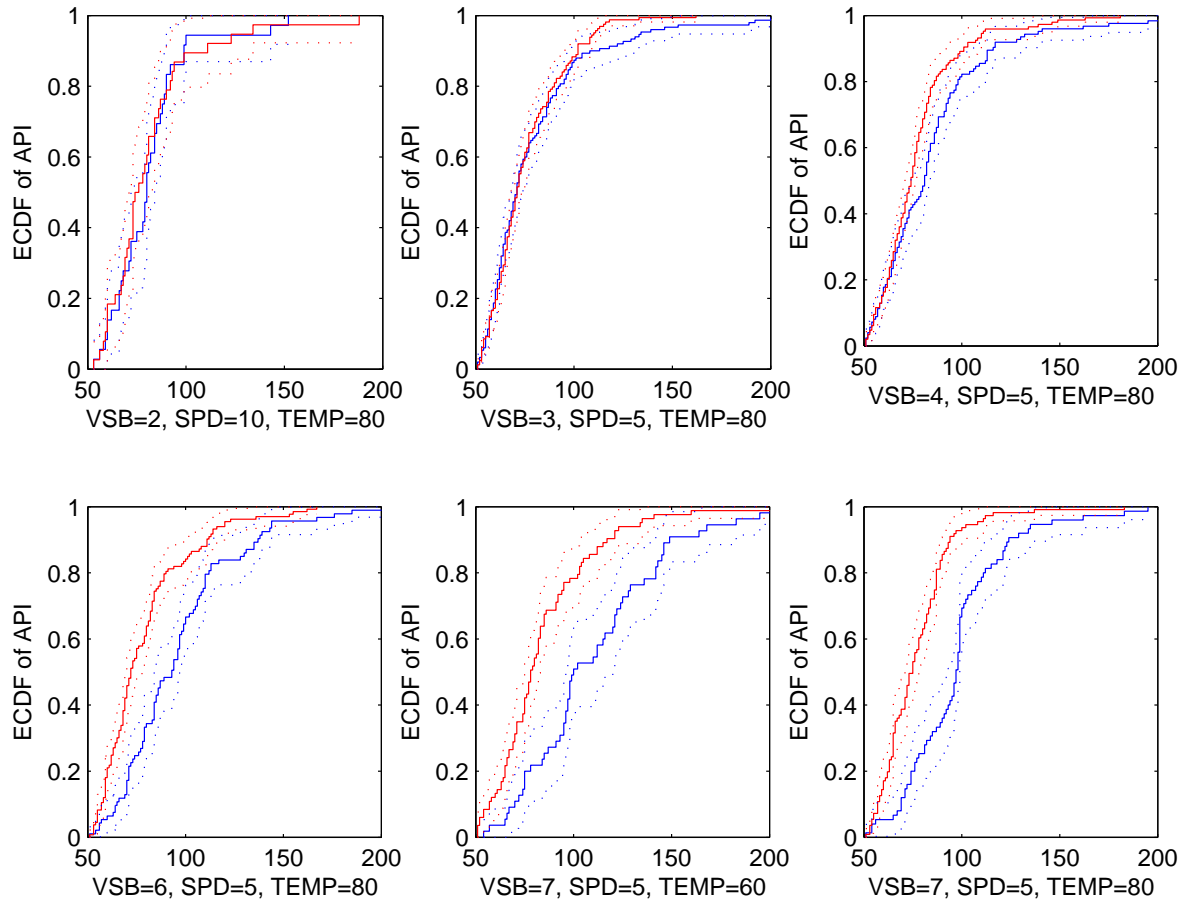 1
0.8
0.6
0.4
0.2
0
ECDF of API
50 100 150 200
VSB=2, SPD=10, TEMP=80
1
0.8
0.6
0.4
0.2
0
ECDF of API
50 100 150 200
VSB=3, SPD=5, TEMP=80
1
0.8
0.6
0.4
0.2
0
ECDF of API
50 100 150 200
VSB=4, SPD=5, TEMP=80
1
0.8
0.6
0.4
0.2
0
ECDF of API
50 100 150 200
VSB=6, SPD=5, TEMP=80
1
0.8
0.6
0.4
0.2
0
ECDF of API
50 100 150 200
VSB=7, SPD=5, TEMP=60
1
0.8
0.6
0.4
0.2
0
ECDF of API
50 100 150 200
VSB=7, SPD=5, TEMP=80